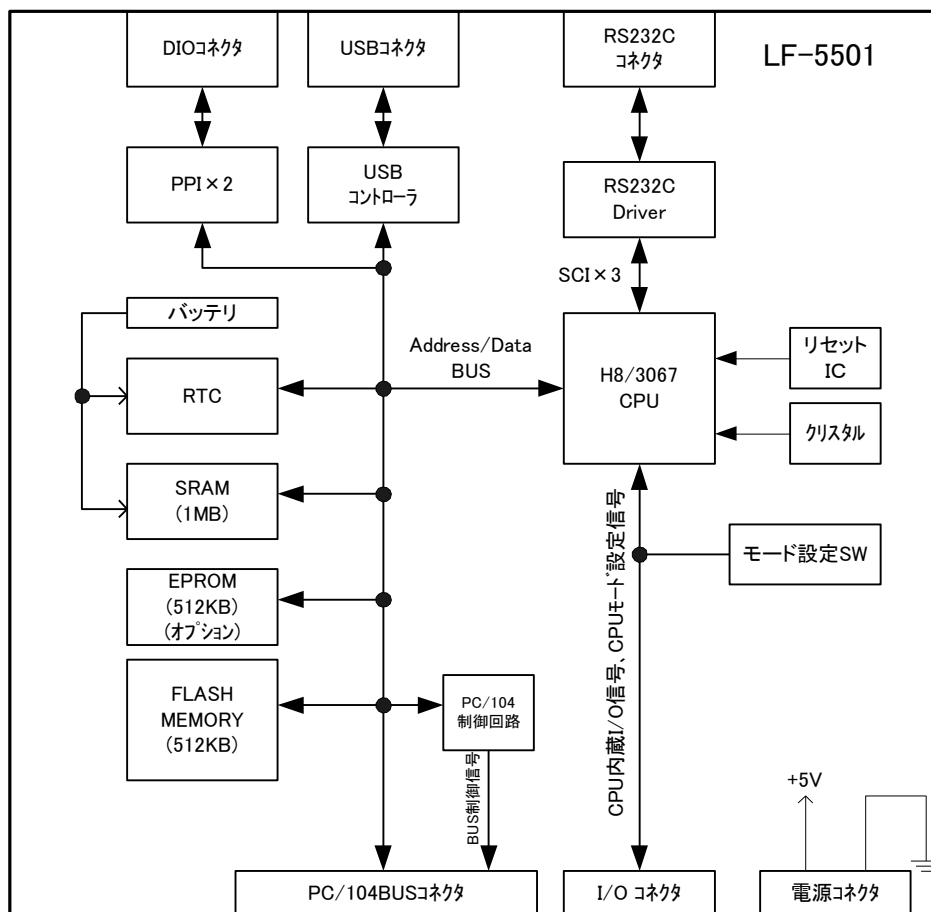 DIOコネクタ
USBコネクタ
RS232C
コネクタ
LF-5501
PPI×2
USB
コントローラ
RS232C
Driver
SCI×3
バッテリ
Address/Data
BUS
H8/3067
CPU
リセット
IC
RTC
クリスタル
SRAM
(1MB)
CPU内蔵I/O信号、CPUモード設定信号
モード設定SW
EPROM
(512KB)
(オプション)
FLASH
MEMORY
(512KB)
PC/104
制御回路
BUS制御信号
+5V
PC/104BUSコネクタ
I/O コネクタ
電源コネクタ